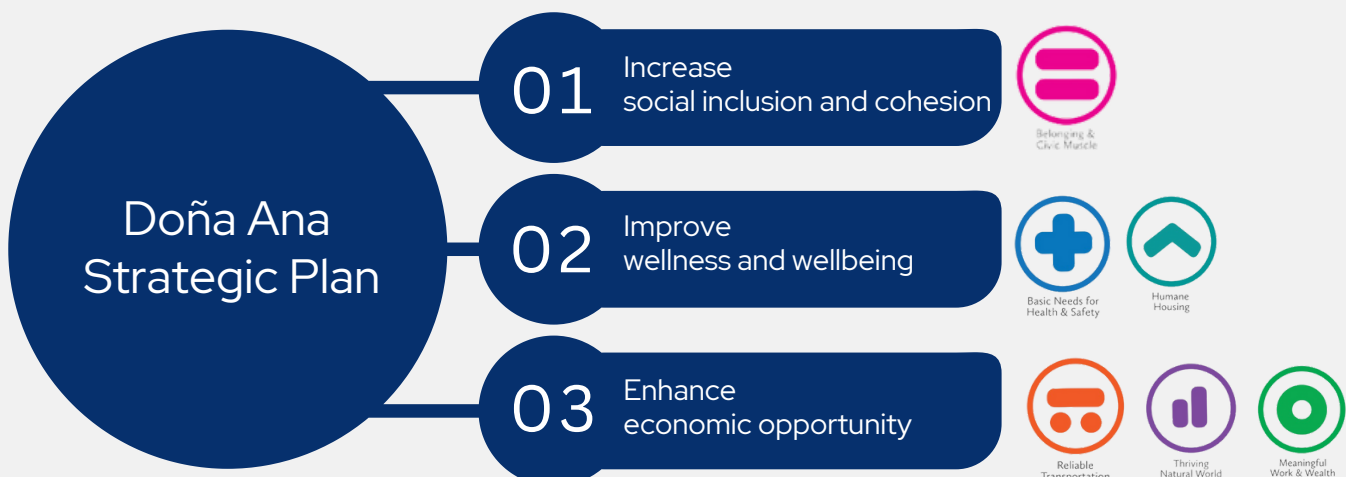 Doña Ana
Strategic Plan
01
Increase
social inclusion and cohesion
Belonging &
Civic Muscle
02
Improve
wellness and wellbeing
Basic Needs for
Health & Safety
Humane
Housing
03
Enhance
economic opportunity
Reliable
Transportation
Thriving
Natural World
Meaningful
Work & Wealth